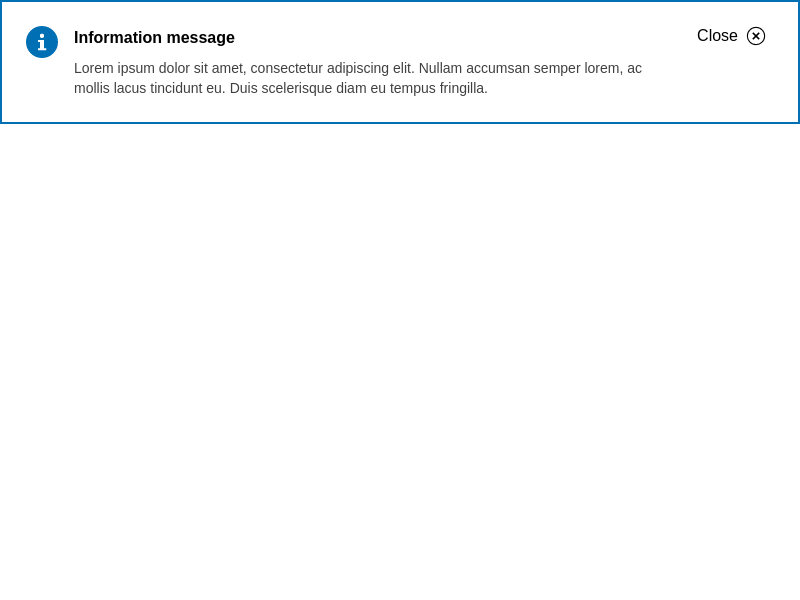 Information message
Close
Lorem ipsum dolor sit amet, consectetur adipiscing elit. Nullam accumsan semper lorem, ac
mollis lacus tincidunt eu. Duis scelerisque diam eu tempus fringilla.